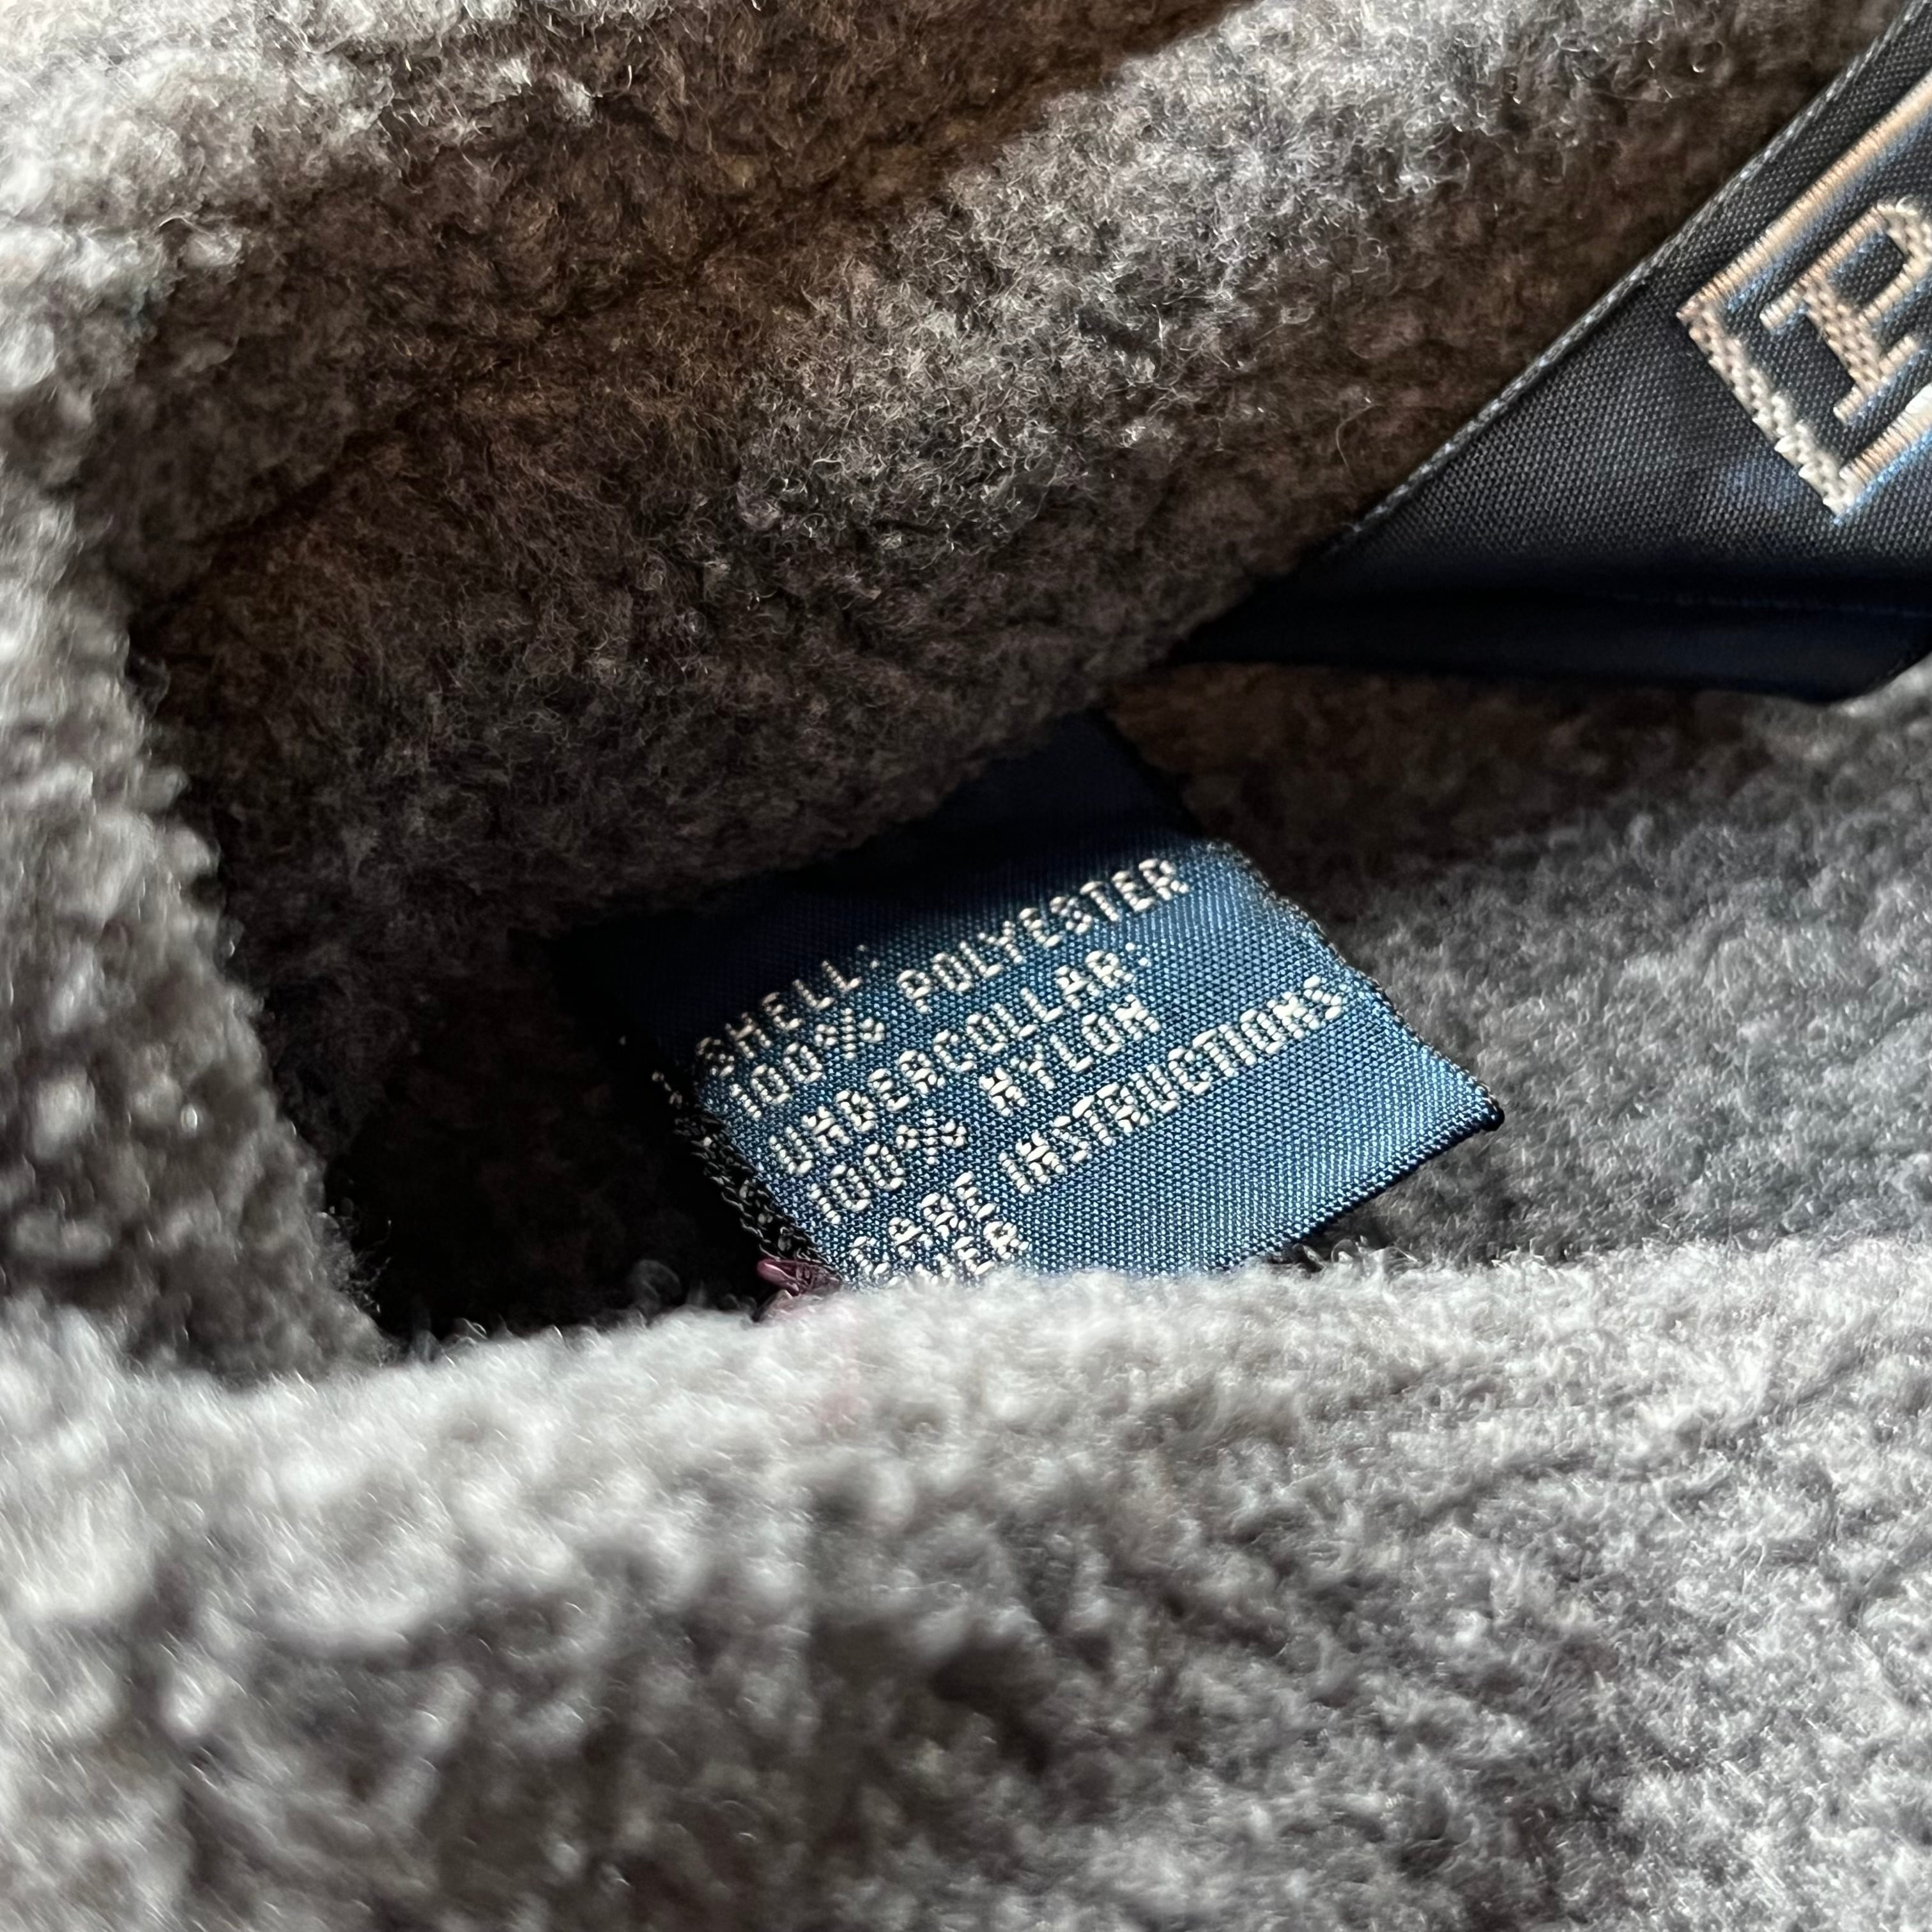 SHELL:
100% POLYESTER
UNDERCOLLAR:
100% NYLON
CARE INSTRUCTIONS